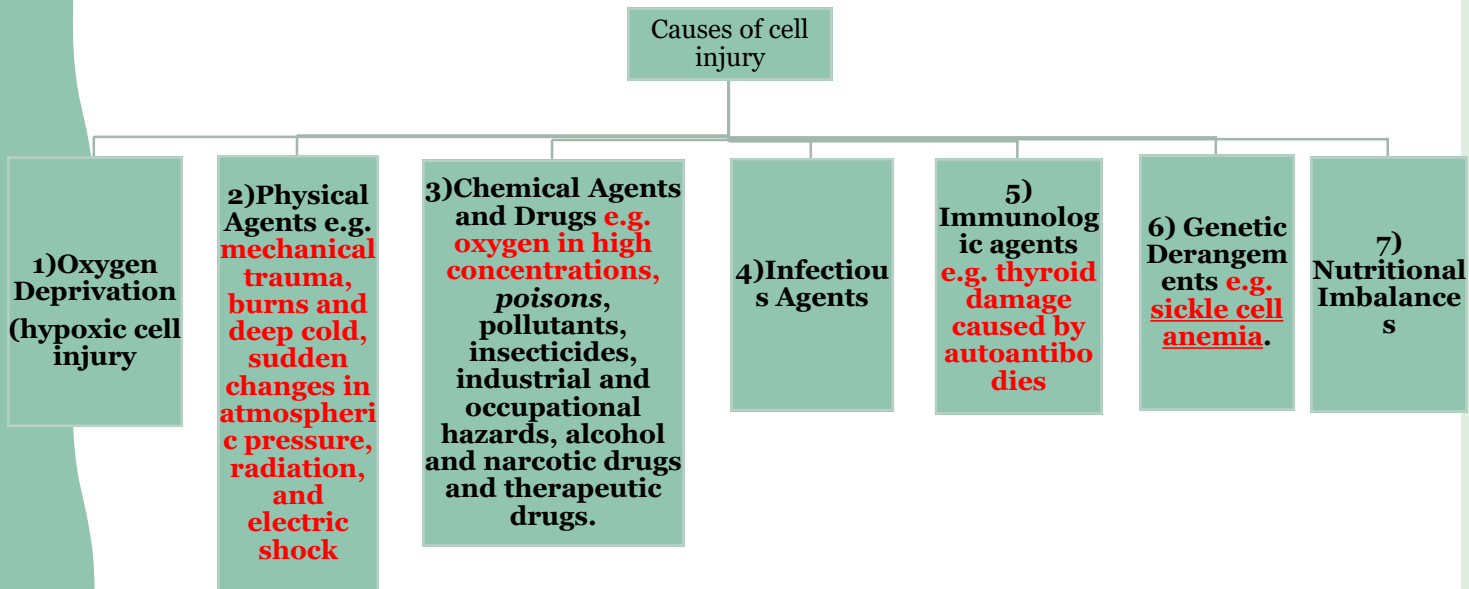 Causes of cell
injury
1)Oxygen
Deprivation
(hypoxic cell
injury
2)Physical
Agents e.g.
mechanical
trauma,
burns and
deep cold,
sudden
changes in
atmospheri
c pressure,
radiation,
and
electric
shock
3)Chemical Agents
and Drugs e.g.
oxygen in high
concentrations,
poisons,
pollutants,
insecticides,
industrial and
occupational
hazards, alcohol
and narcotic drugs
and therapeutic
drugs.
4)Infectiou
s Agents
5)
Immunolog
ic agents
e.g. thyroid
damage
caused by
autoantibo
dies
6) Genetic
Derangem
ents e.g.
sickle cell
anemia.
7)
Nutritional
Imbalance
s